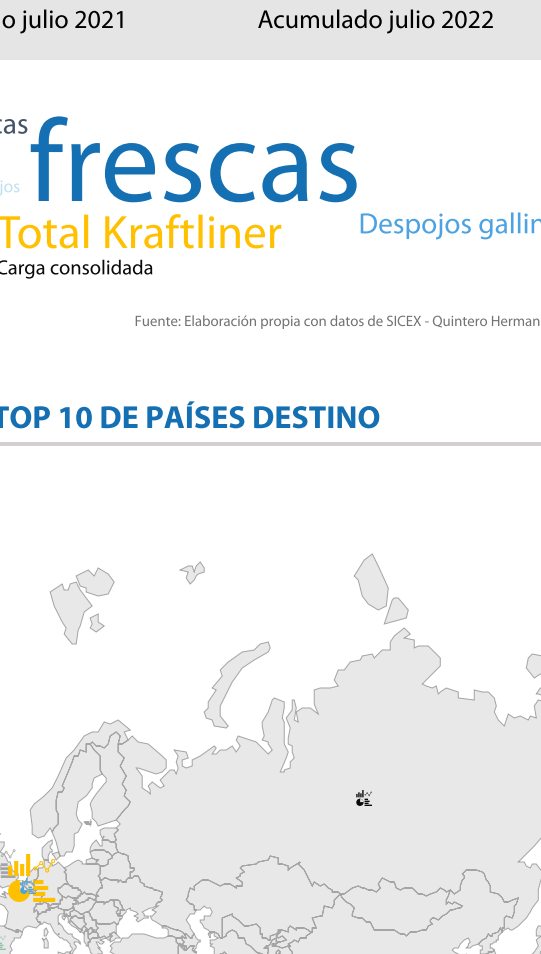 o julio 2021
Acumulado julio 2022
cas
frescas
jos
Total Kraftliner
Despojos gallin
Carga consolidada
Fuente: Elaboración propia con datos de SICEX - Quintero Herman
TOP 10 DE PAÍSES DESTINO